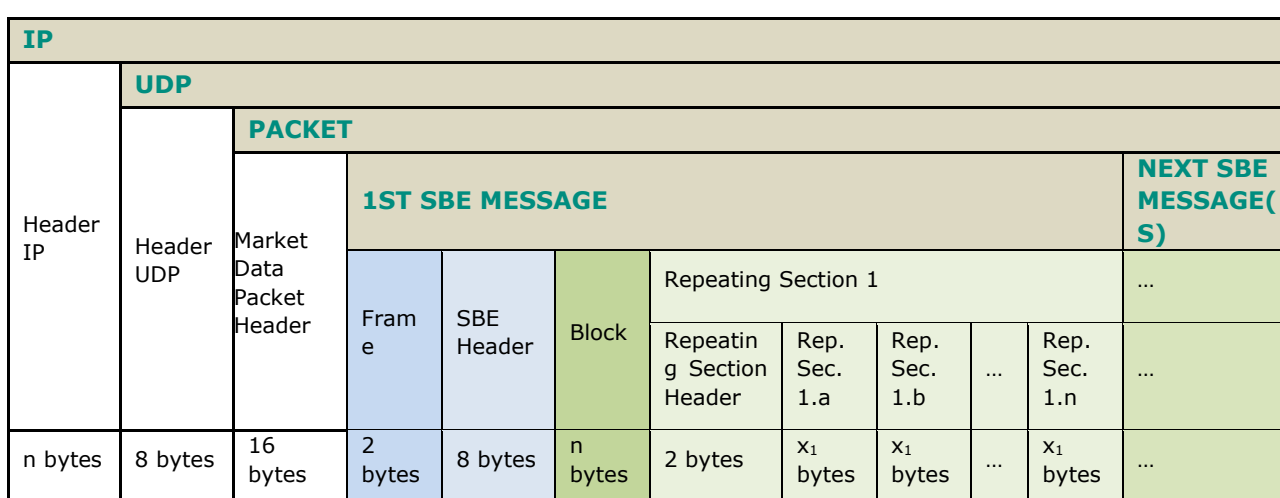 IP
UDP
PACKET
1ST SBE MESSAGE
NEXT SBE
MESSAGE(
S)
Header
IP
Header
UDP
Market
Data
Packet
Header
Fram
e
SBE
Header
Block
Repeating Section 1
…
Repeatin
g Section
Header
Rep.
Sec.
1.a
Rep.
Sec.
1.b
…
Rep.
Sec.
1.n
…
n bytes
8 bytes
16
bytes
2
bytes
8 bytes
n
bytes
2 bytes
x₁
bytes
x₁
bytes
…
x₁
bytes
…